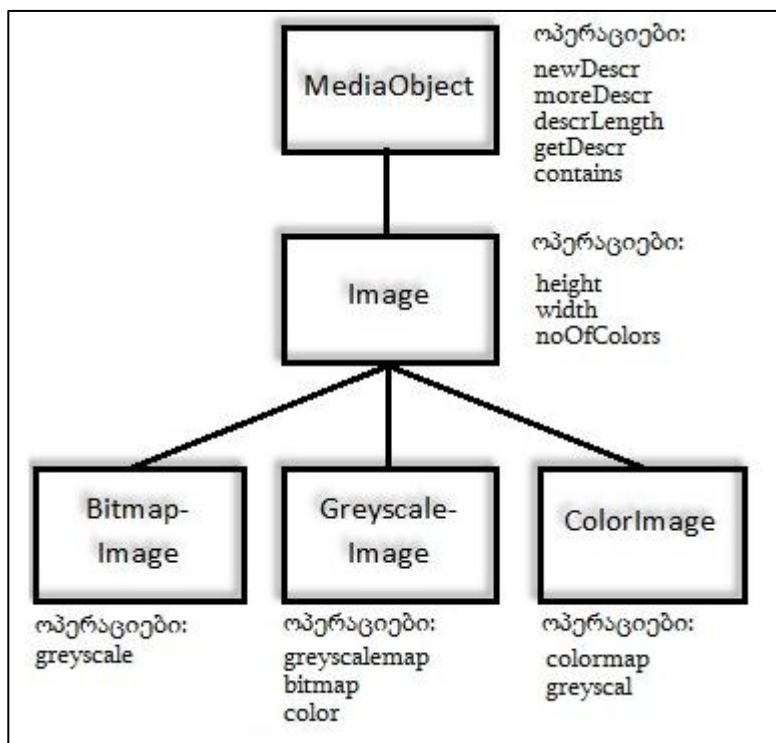 MediaObject
ოპერაციები:
newDescr
moreDescr
descrLength
getDescr
contains
Image
ოპერაციები:
height
width
noOfColors
Bitmap-
Image
ოპერაციები:
greyscale
Greyscale-
Image
ოპერაციები:
greyscalemap
bitmap
color
ColorImage
ოპერაციები:
colormap
greyscal